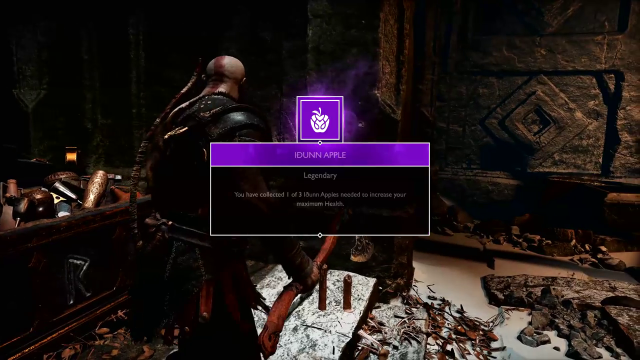 IDUNN APPLE
Legendary
You have collected 1 of 3 Idunn Apples needed to increase your
maximum Health.